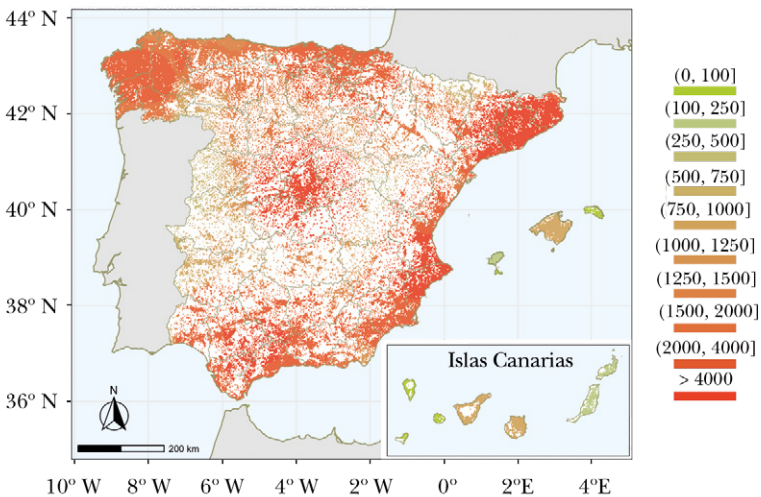 44º N
42º N
40º N
38º N
36º N
10º W
8º W
6º W
4º W
2º W
0º
2ºE
4ºE
N
200 km
Islas Canarias
(0, 100]
(100, 250]
(250, 500]
(500, 750]
(750, 1000]
(1000, 1250]
(1250, 1500]
(1500, 2000]
(2000, 4000]
> 4000